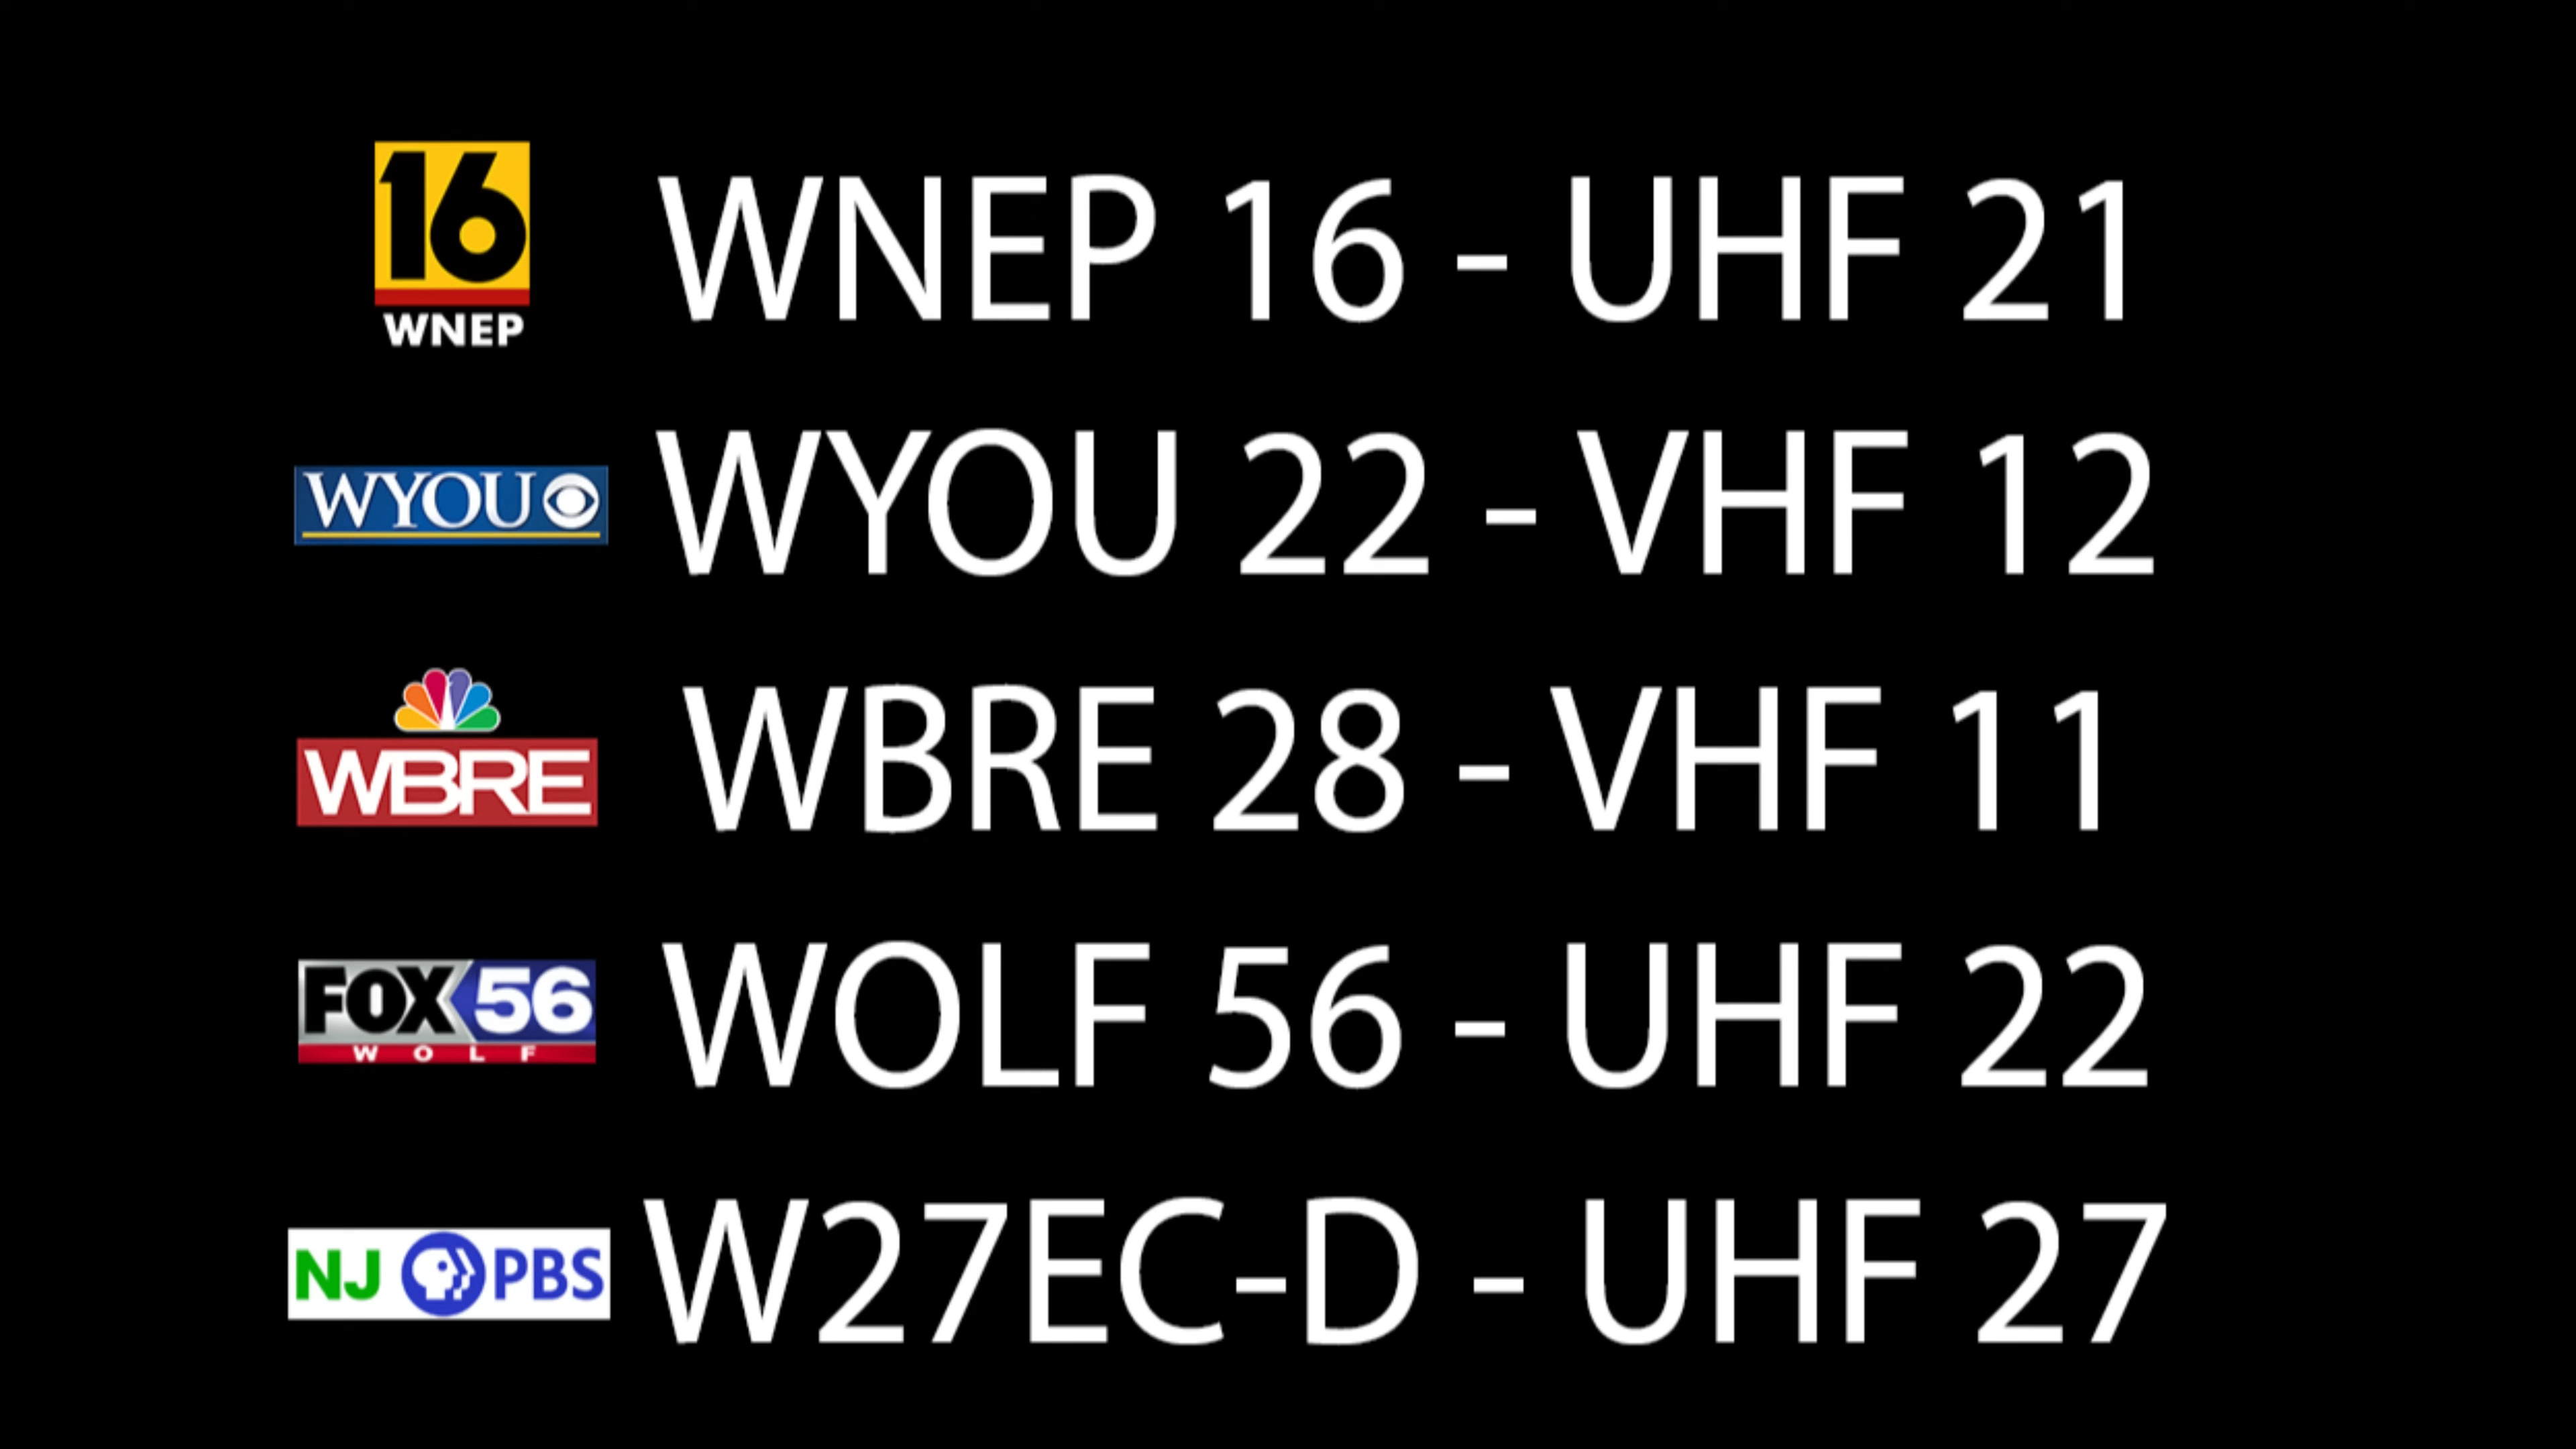 16
WNEP
WNEP 16 - UHF 21
WYOU
WYOU 22 - VHF 12
WBRE
WBRE 28 - VHF 11
FOX 56
WOLF
WOLF 56 - UHF 22
NJ PBS
W27EC-D - UHF 27